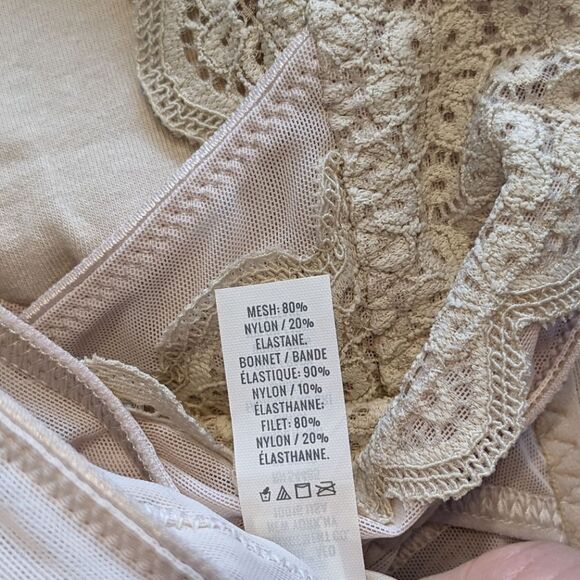 MESH: 80%
NYLON / 20%
ELASTANE.
BONNET / BANDE
ÉLASTIQUE: 90%
NYLON / 10%
ÉLASTHANNE;
FILET: 80%
NYLON / 20%
ÉLASTHANNE.